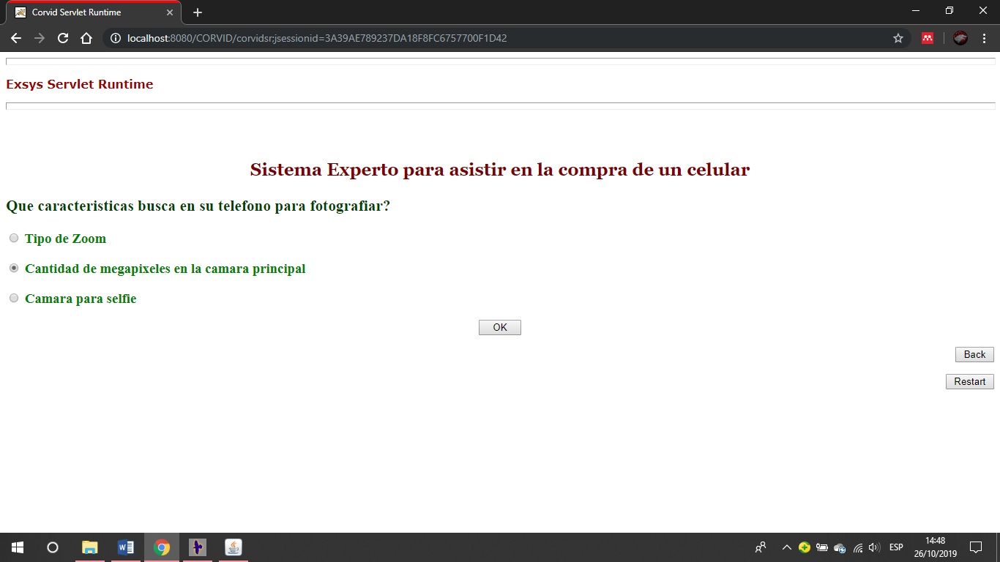 Corvid Servlet Runtime
localhost:8080/CORVID/corvidsr;jsessionid=3A39AE789237DA18F8FC6757700F1D42
Exsys Servlet Runtime
Sistema Experto para asistir en la compra de un celular
Que caracteristicas busca en su telefono para fotografiar?
Tipo de Zoom
Cantidad de megapixeles en la camara principal
Camara para selfie
OK
Back
Restart
ESP
14:48
26/10/2019